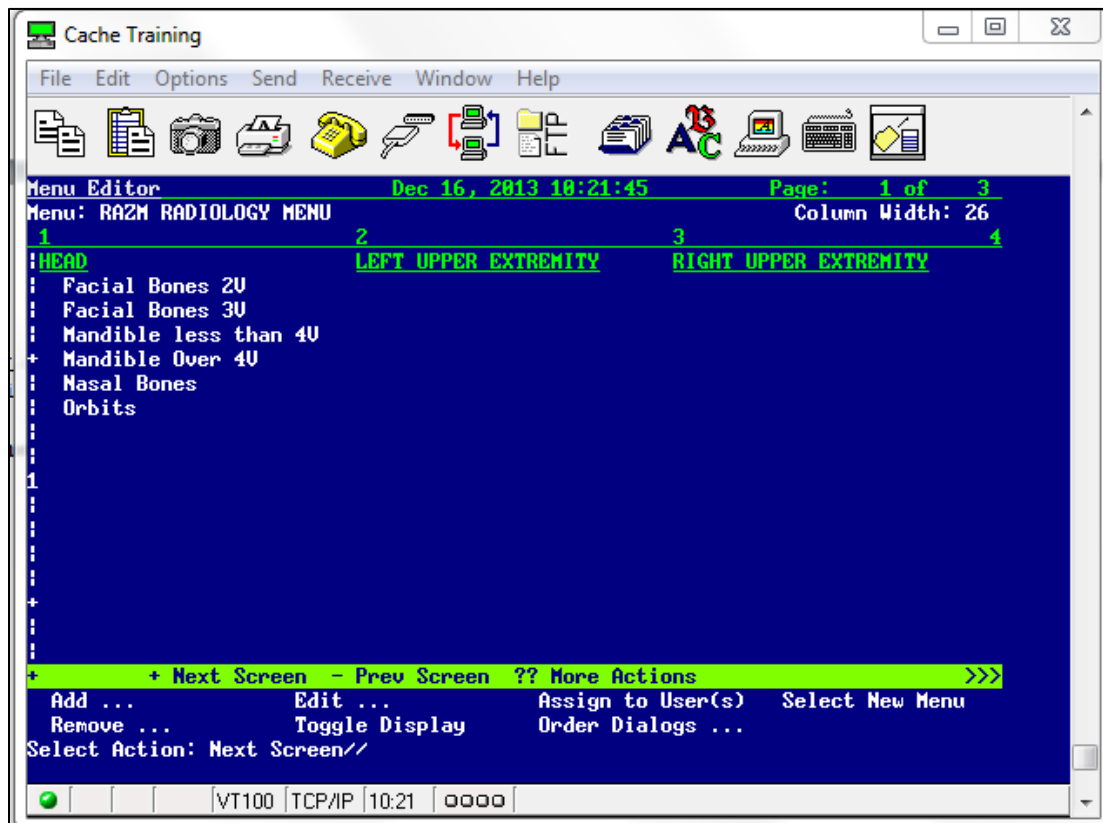 Cache Training
File Edit Options Send Receive Window Help
FTP ABC
Menu Editor Dec 16, 2013 10:21:45 Page: 1 of 3
Menu: RAZM RADIOLOGY MENU Column Width: 26
1 2 3 4
¦HEAD LEFT UPPER EXTREMITY RIGHT UPPER EXTREMITY
¦ Facial Bones 2V
¦ Facial Bones 3V
¦ Mandible less than 4V
+ Mandible Over 4V
¦ Nasal Bones
¦ Orbits
¦
¦
1
¦
¦
¦
¦
+
¦
¦
+ + Next Screen - Prev Screen ?? More Actions >>>
Add ... Edit ... Assign to User(s) Select New Menu
Remove ... Toggle Display Order Dialogs ...
Select Action: Next Screen//
VT100 TCP/IP 10:21